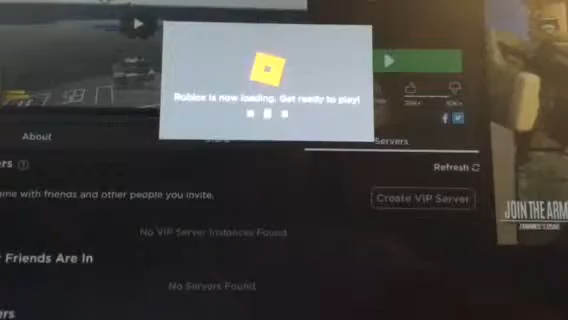 Roblox is now loading. Get ready to play!
About
Servers
Refresh
ame with friends and other people you invite.
Create VIP Server
No VIP Server Instances Found.
r Friends Are In
No Servers Found.
ers
JOIN THE ARM